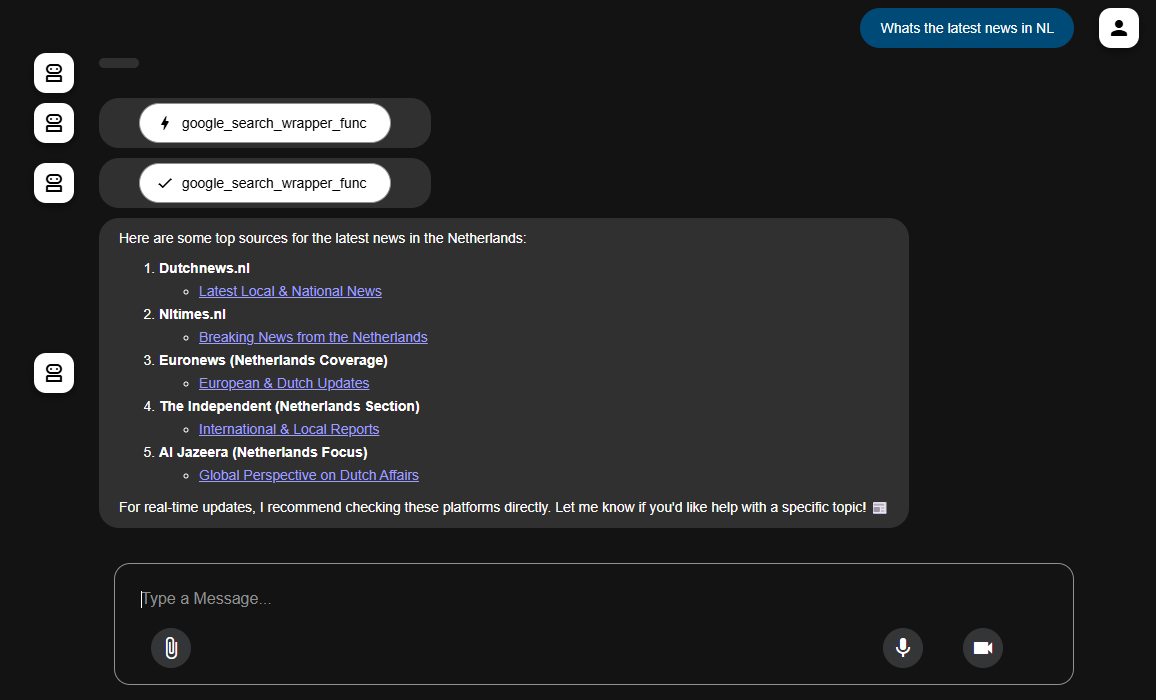 Whats the latest news in NL
google_search_wrapper_func
google_search_wrapper_func
Here are some top sources for the latest news in the Netherlands:
1. Dutchnews.nl
Latest Local & National News
2. Nltimes.nl
Breaking News from the Netherlands
3. Euronews (Netherlands Coverage)
European & Dutch Updates
4. The Independent (Netherlands Section)
International & Local Reports
5. Al Jazeera (Netherlands Focus)
Global Perspective on Dutch Affairs
For real-time updates, I recommend checking these platforms directly. Let me know if you'd like help with a specific topic! 📰
Type a Message...